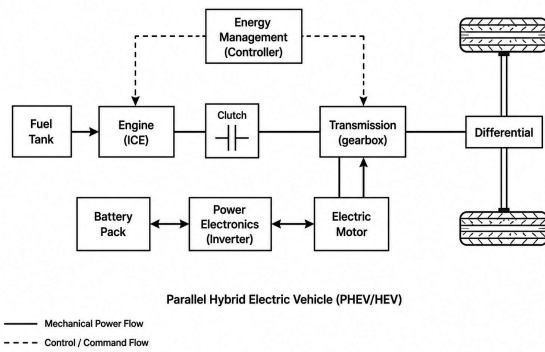 Energy
Management
(Controller)
Fuel
Tank
Engine
(ICE)
Clutch
Transmission
(gearbox)
Differential
Battery
Pack
Power
Electronics
(Inverter)
Electric
Motor
Parallel Hybrid Electric Vehicle (PHEV/HEV)
Mechanical Power Flow
Control / Command Flow